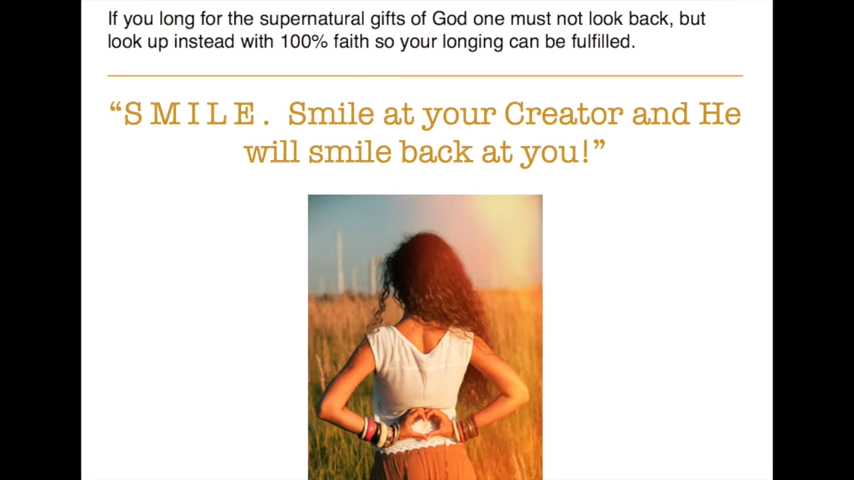 If you long for the supernatural gifts of God one must not look back, but
look up instead with 100% faith so your longing can be fulfilled.
“S M I L E . Smile at your Creator and He
will smile back at you!”